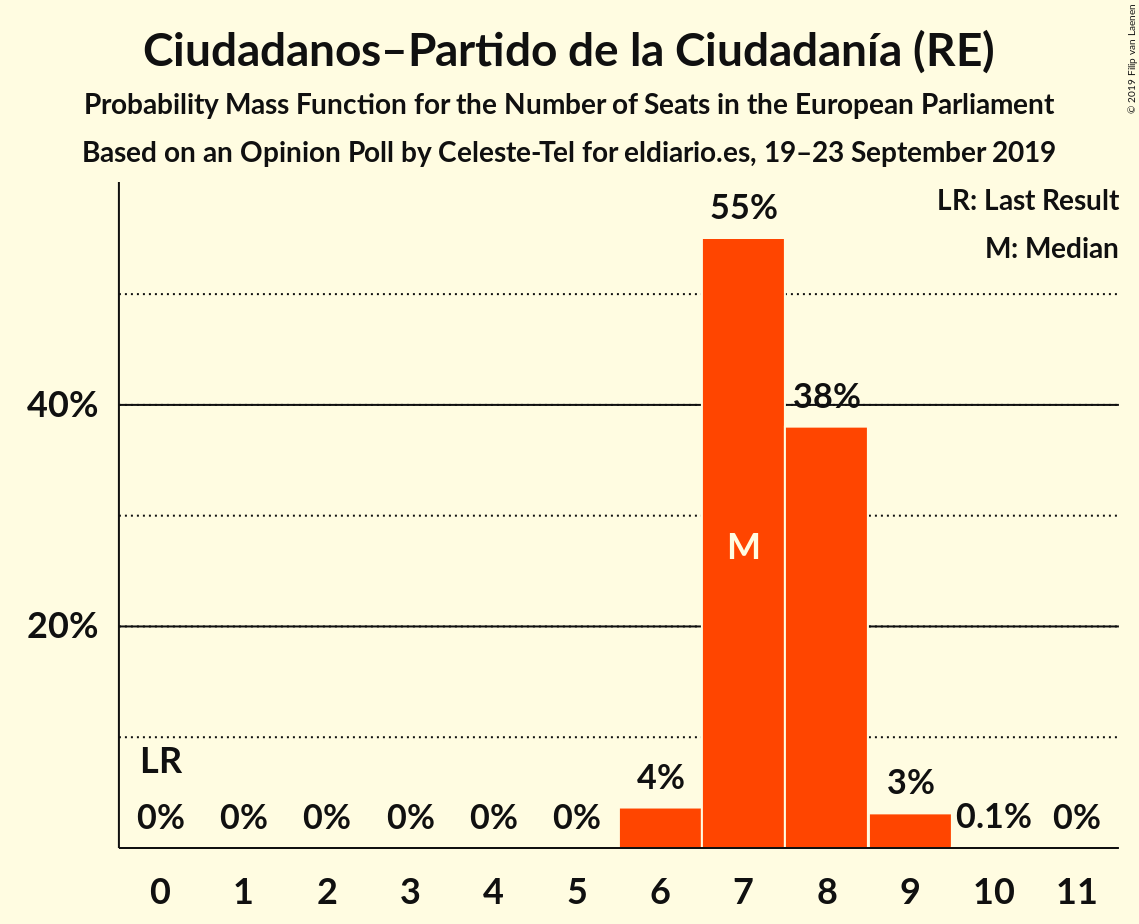 Ciudadanos–Partido de la Ciudadanía (RE)
Probability Mass Function for the Number of Seats in the European Parliament
Based on an Opinion Poll by Celeste-Tel for eldiario.es, 19–23 September 2019
© 2019 Filip van Laenen
LR: Last Result
M: Median
55%
40%
38%
M
20%
LR
4%
3%
0% 0% 0% 0% 0% 0% 0.1% 0%
0 1 2 3 4 5 6 7 8 9 10 11